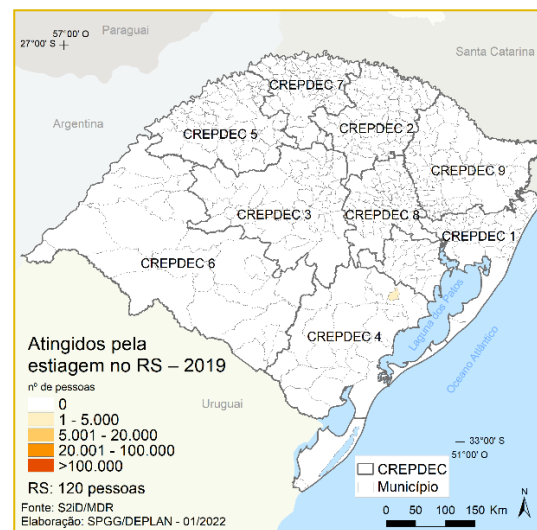 Paraguai
57°00' O
27°00' S
Santa Catarina
Argentina
CREPDEC 7
CREPDEC 5
CREPDEC 2
CREPDEC 9
CREPDEC 3
CREPDEC 8
CREPDEC 1
CREPDEC 6
CREPDEC 4
Laguna dos Patos
Oceano Atlântico
Uruguai
Atingidos pela
estiagem no RS – 2019
nº de pessoas
0
1 - 5.000
5.001 - 20.000
20.001 - 100.000
>100.000
RS: 120 pessoas
Fonte: S2iD/MDR
Elaboração: SPGG/DEPLAN - 01/2022
33°00' S
51°00' O
CREPDEC
Município
0 50 100 150 Km
N